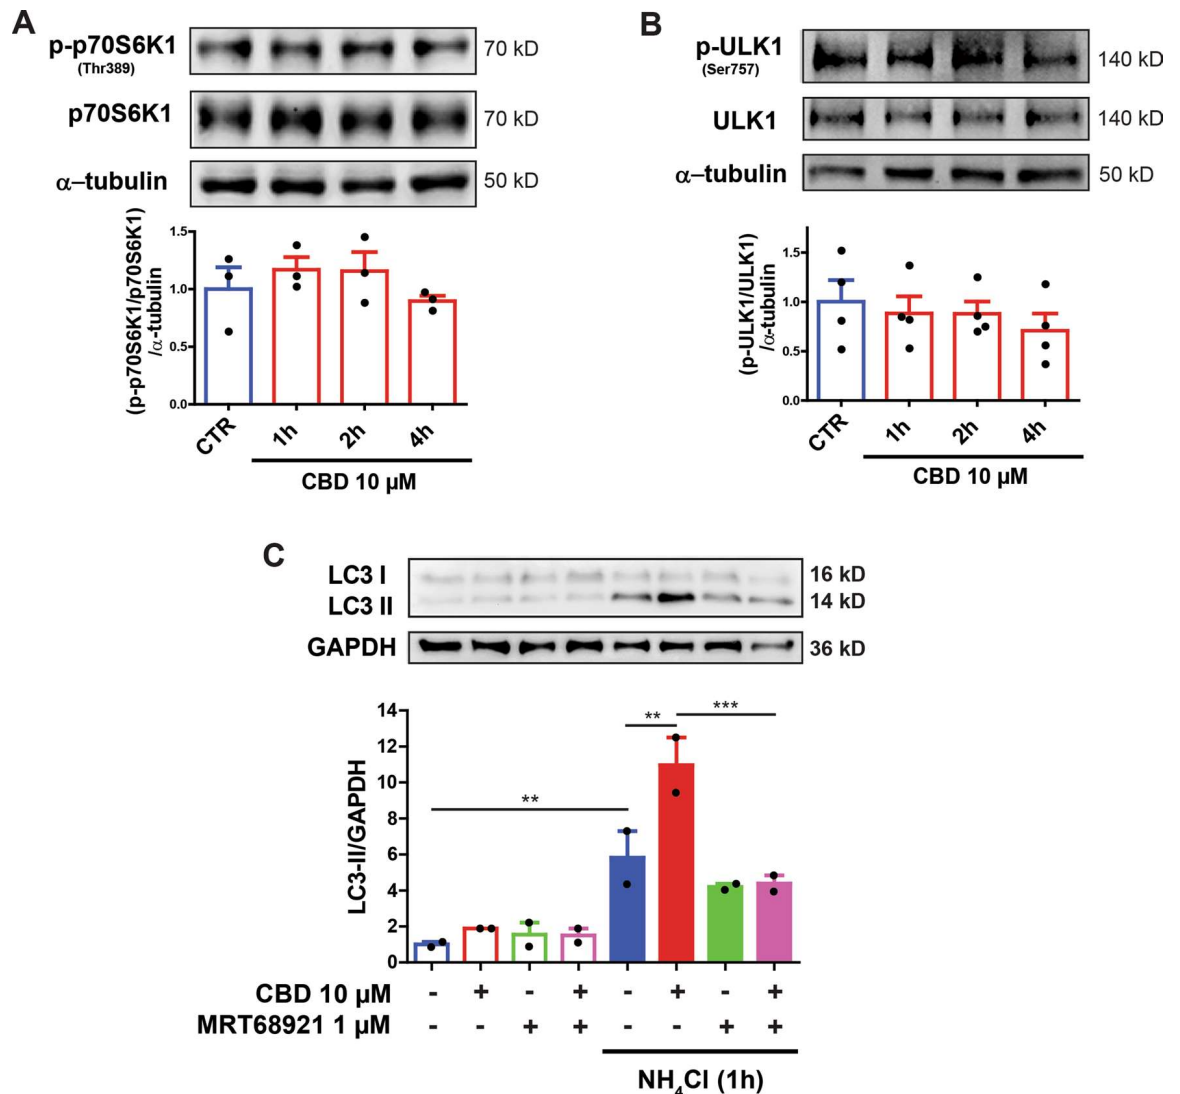 A
p-p70S6K1
(Thr389)
70 kD
p70S6K1
70 kD
α–tubulin
50 kD
(p-p70S6K1/p70S6K1)
/α-tubulin
1.5
1.0
0.5
0.0
CTR
1h
2h
4h
CBD 10 µM
B
p-ULK1
(Ser757)
140 kD
ULK1
140 kD
α–tubulin
50 kD
(p-ULK1/ULK1)
/α-tubulin
1.5
1.0
0.5
0.0
CTR
1h
2h
4h
CBD 10 µM
C
LC3 I
16 kD
LC3 II
14 kD
GAPDH
36 kD
LC3-II/GAPDH
14
12
10
8
6
4
2
0
**
**
***
CBD 10 µM - + - + - + - +
MRT68921 1 µM - - + + - - + +
NH₄Cl (1h)